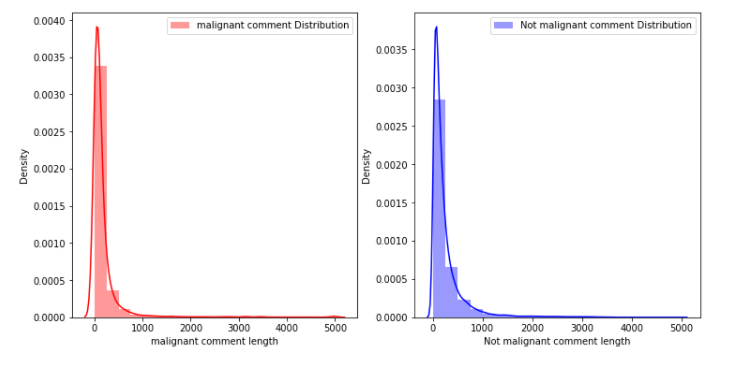 malignant comment Distribution
0.0040
0.0035
0.0030
0.0025
0.0020
0.0015
0.0010
0.0005
0.0000
Density
0 1000 2000 3000 4000 5000
malignant comment length
Not malignant comment Distribution
0.0035
0.0030
0.0025
0.0020
0.0015
0.0010
0.0005
0.0000
Density
0 1000 2000 3000 4000 5000
Not malignant comment length